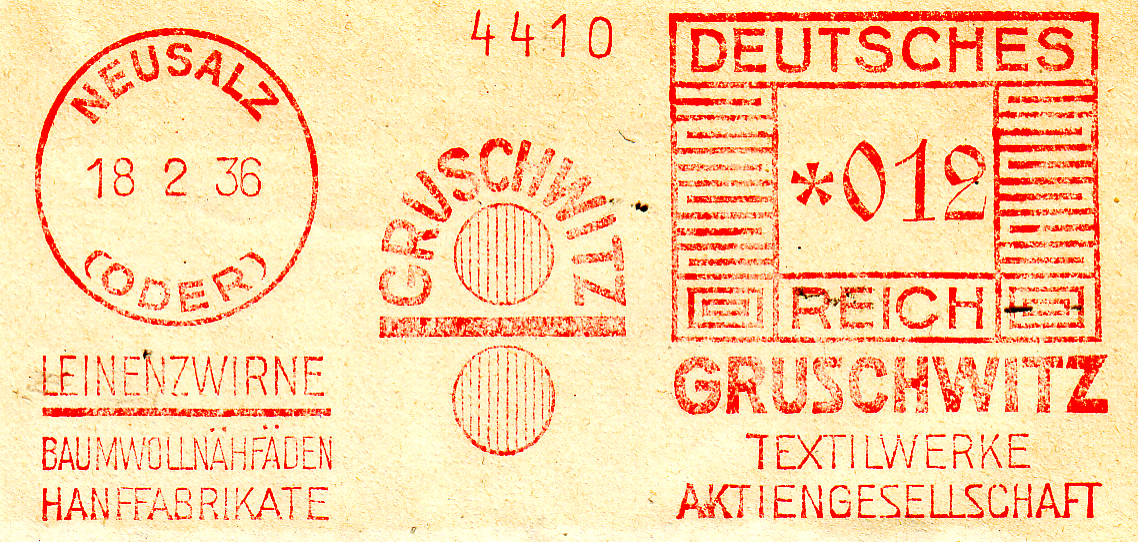 NEUSALZ
18 2 36
(ODER)
LEINENZWIRNE
BAUMWOLLNÄHFÄDEN
HANFFABRIKATE
4410
GRUSCHWITZ
DEUTSCHES
*012
REICH
GRUSCHWITZ
TEXTILWERKE
AKTIENGESELLSCHAFT